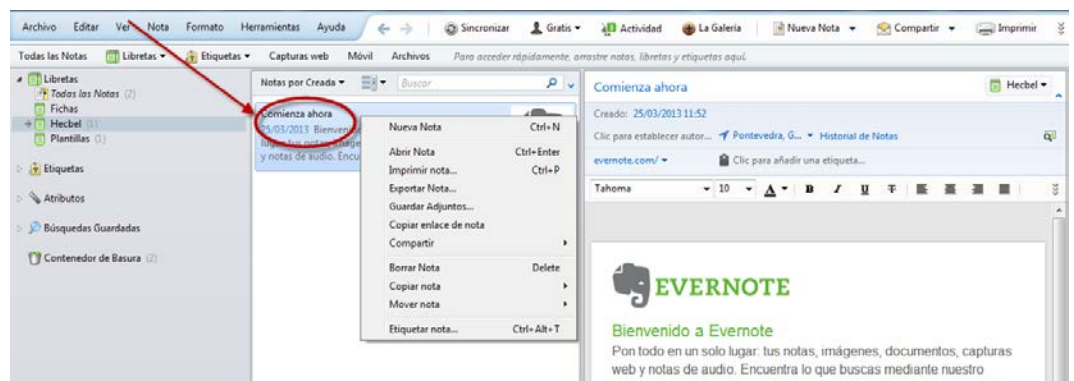 Archivo Editar Ver Nota Formato Herramientas Ayuda Sincronizar Gratis Actividad La Galería Nueva Nota Compartir Imprimir
Todas las Notas Libretas Etiquetas Capturas web Móvil Archivos Para acceder rápidamente, arrastre notas, libretas y etiquetas aquí.
Libretas
Todas las Notas (2)
Fichas
Hecbel (1)
Plantillas (1)
Etiquetas
Atributos
Búsquedas Guardadas
Contenedor de Basura (2)
Notas por Creada Buscar
Comienza ahora
25/03/2013 Bienvenido
lugar: tus notas, imáge
y notas de audio. Encu
Nueva Nota Ctrl+N
Abrir Nota Ctrl+Enter
Imprimir nota... Ctrl+P
Exportar Nota...
Guardar Adjuntos...
Copiar enlace de nota
Compartir
Borrar Nota Delete
Copiar nota
Mover nota
Etiquetar nota... Ctrl+Alt+T
Comienza ahora Hecbel
Creado: 25/03/2013 11:52
Clic para establecer autor... Pontevedra, G... Historial de Notas
evernote.com/ Clic para añadir una etiqueta...
Tahoma 10 A B I U T
EVERNOTE
Bienvenido a Evernote
Pon todo en un solo lugar: tus notas, imágenes, documentos, capturas
web y notas de audio. Encuentra lo que buscas mediante nuestro